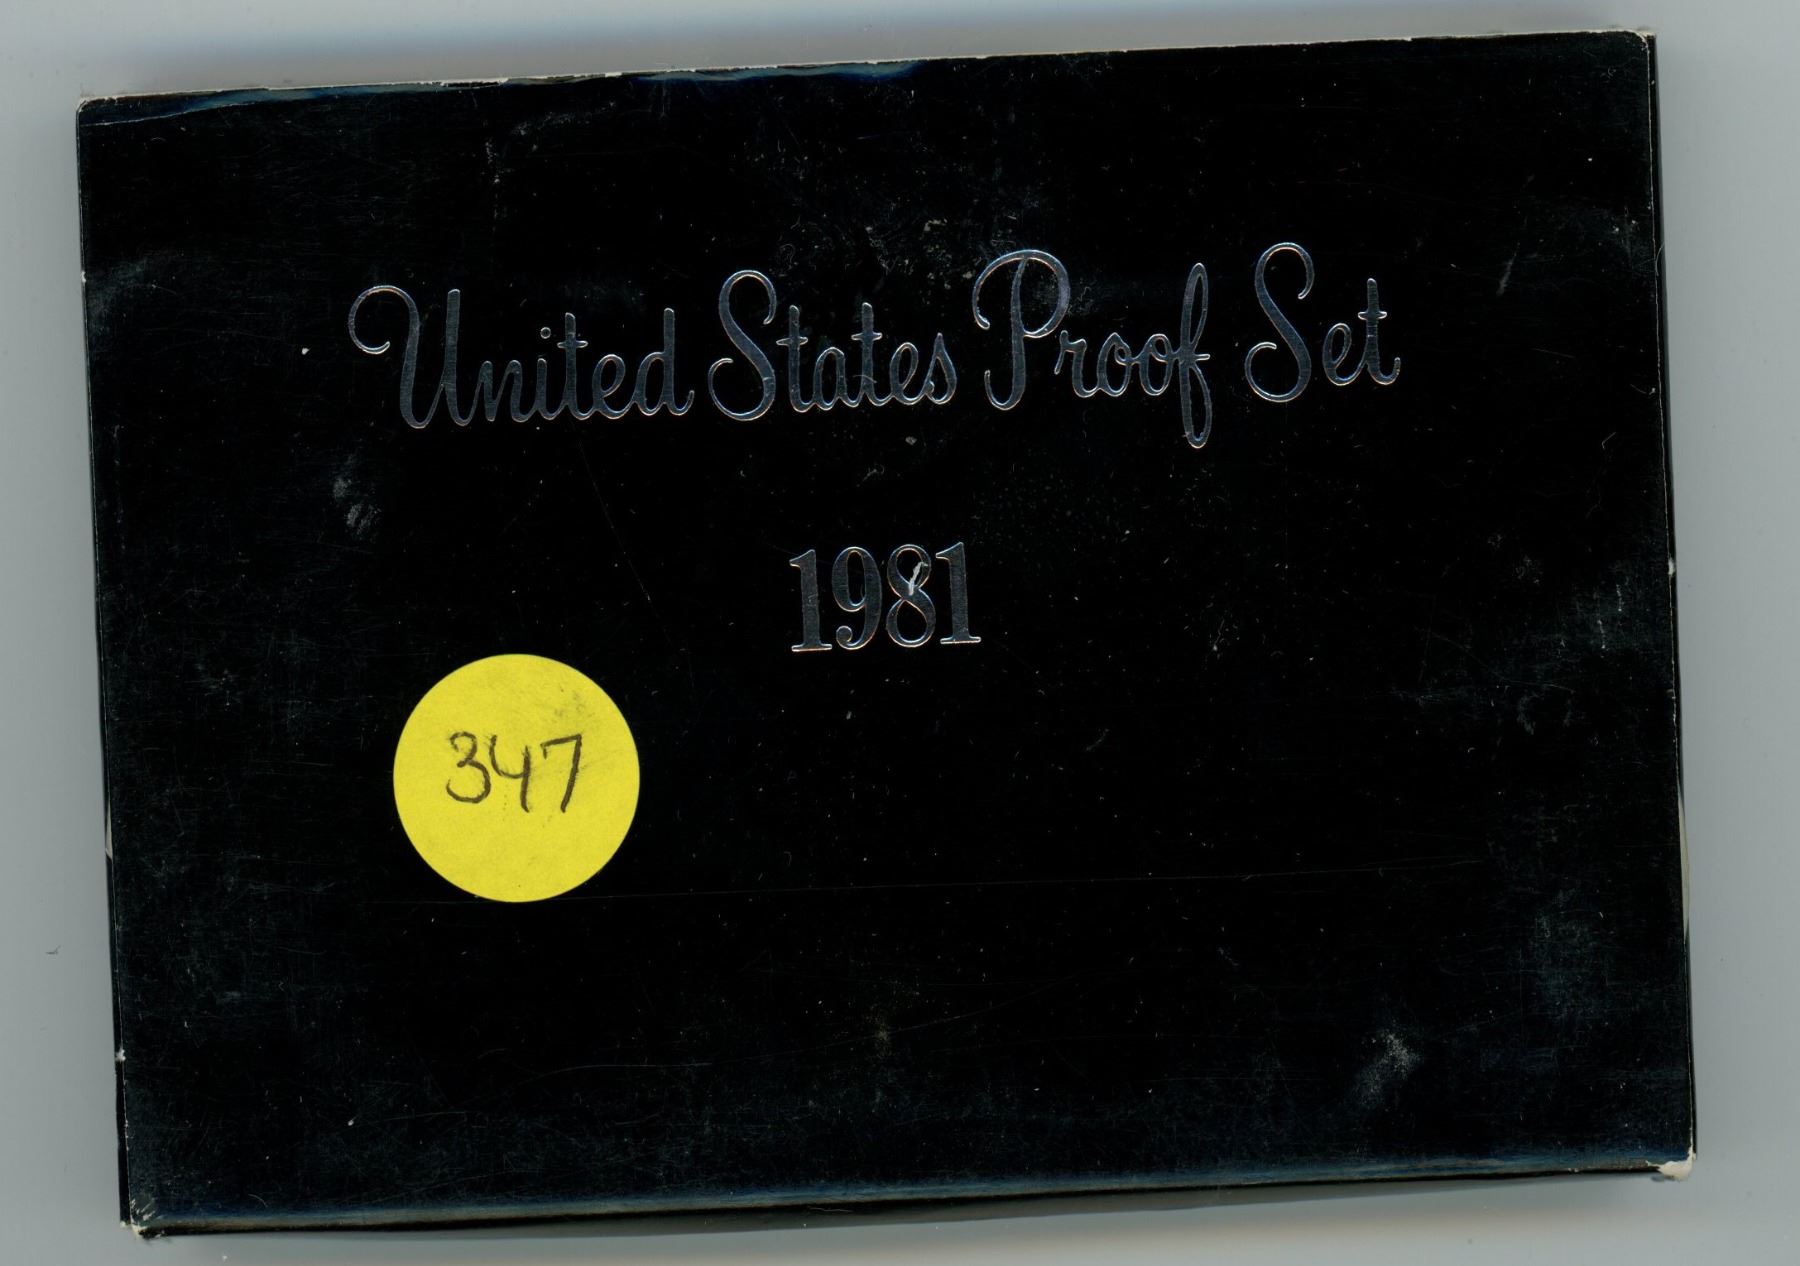 United States Proof Set
1981
347